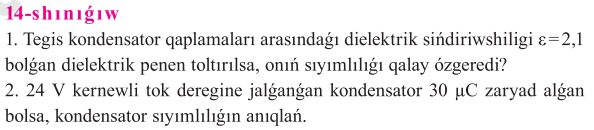 14-shınıǵıw
1. Tegis kondensator qaplamaları arasındaǵı dielektrik sińdiriwshiligi ε=2,1
bolǵan dielektrik penen toltırılsa, onıń sıyımlılıǵı qalay ózgeredi?
2. 24 V kernewli tok deregine jalǵanǵan kondensator 30 μC zaryad alǵan
bolsa, kondensator sıyımlılıǵın anıqlań.